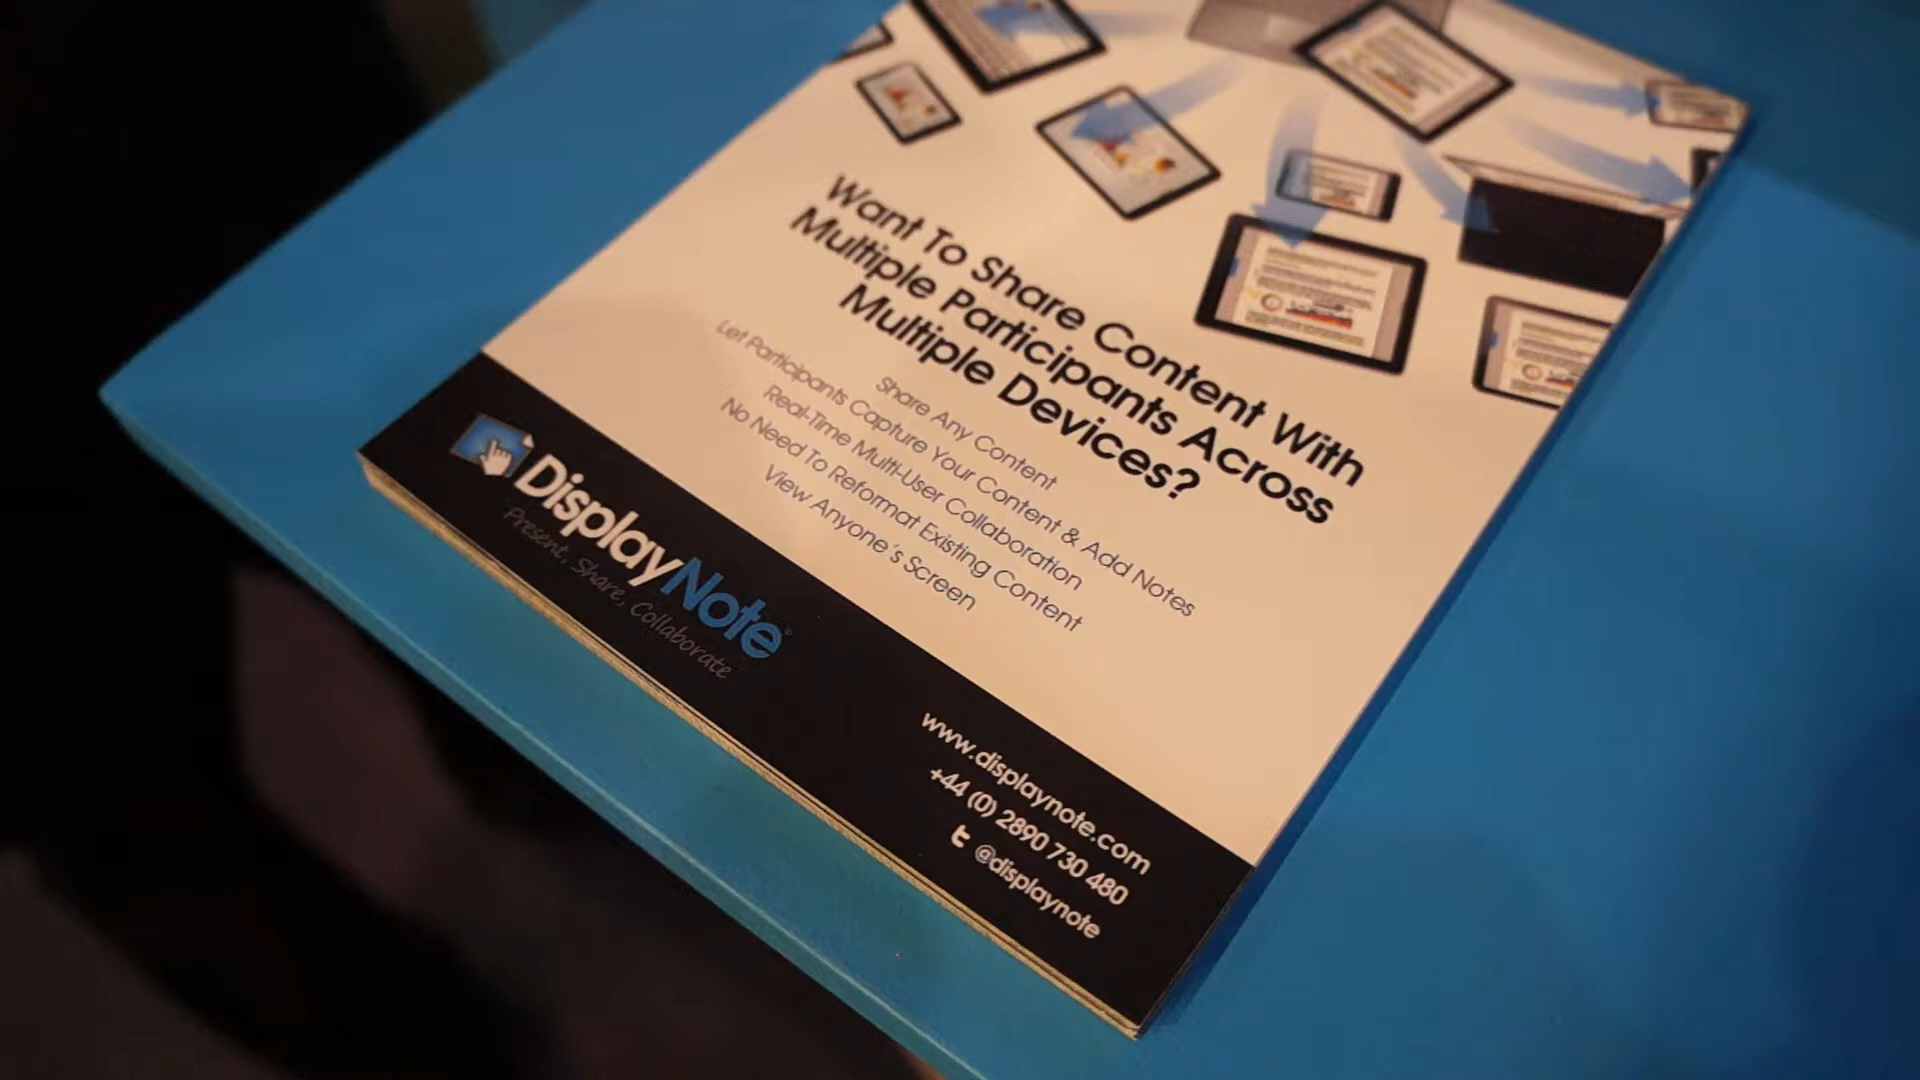 Want To Share Content With
Multiple Participants Across
Multiple Devices?
Share Any Content
Let Participants Capture Your Content & Add Notes
Real-Time Multi-User Collaboration
No Need To Reformat Existing Content
View Anyone's Screen
DisplayNote
Present, Share, Collaborate
www.displaynote.com
+44 (0) 2890 730 480
t @displaynote